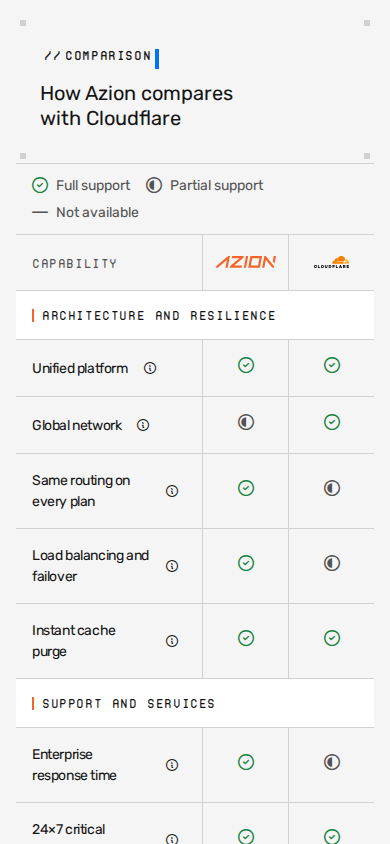 // COMPARISON
How Azion compares
with Cloudflare
Full support
Partial support
Not available
CAPABILITY
AZION
CLOUDFLARE
ARCHITECTURE AND RESILIENCE
Unified platform
Global network
Same routing on
every plan
Load balancing and
failover
Instant cache
purge
SUPPORT AND SERVICES
Enterprise
response time
24×7 critical